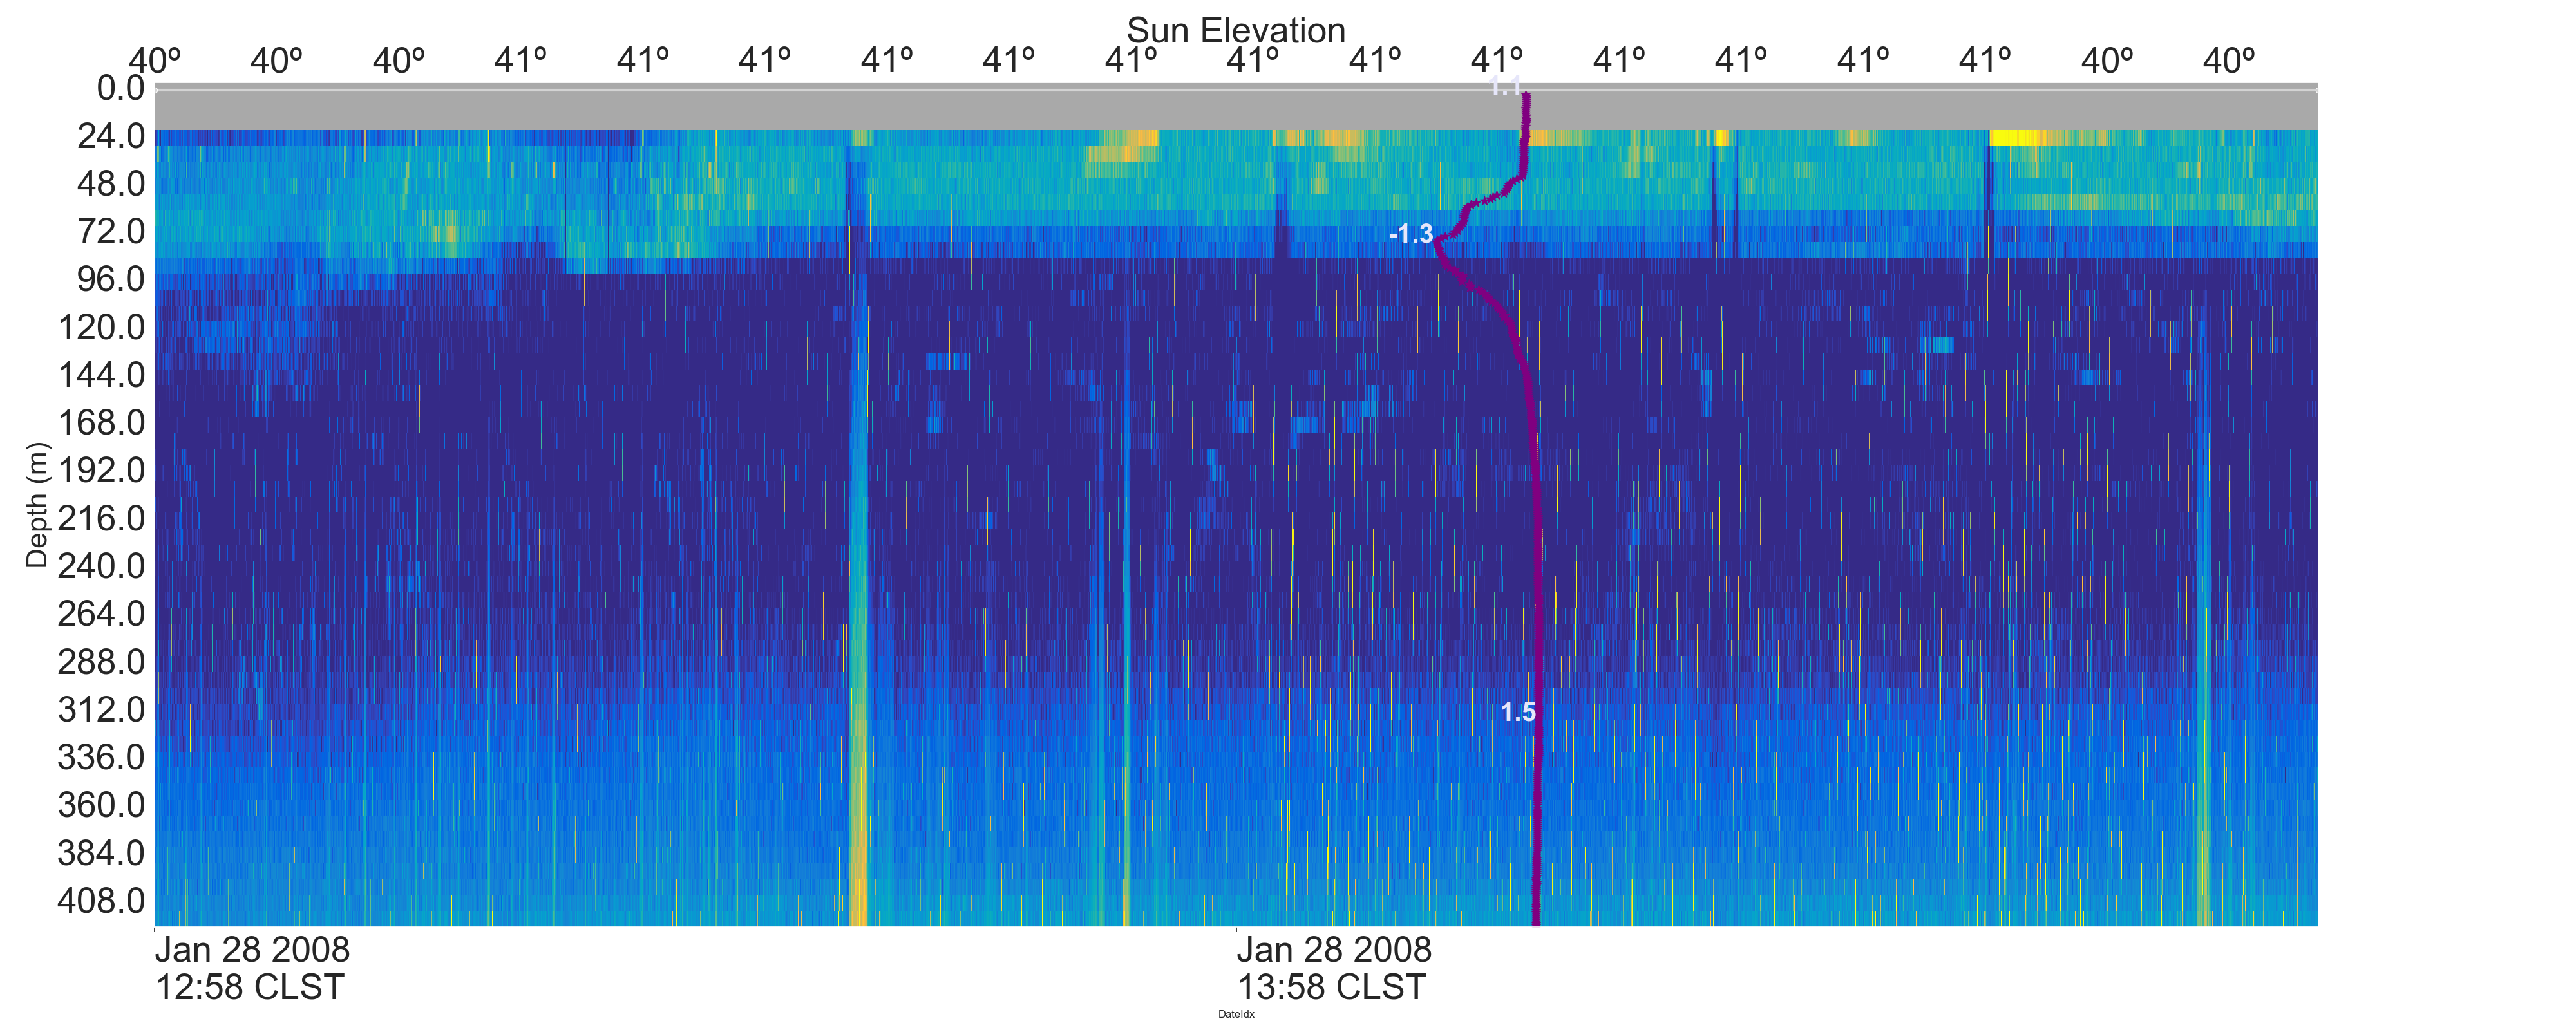 Sun Elevation
40º 40º 40º 41º 41º 41º 41º 41º 41º 41º 41º 41º 41º 41º 41º 41º 40º 40º
0.0
1.1
24.0
48.0
72.0
-1.3
96.0
120.0
144.0
168.0
192.0
216.0
240.0
264.0
288.0
312.0
1.5
336.0
360.0
384.0
408.0
Depth (m)
Jan 28 2008
12:58 CLST
Jan 28 2008
13:58 CLST
DateIdx